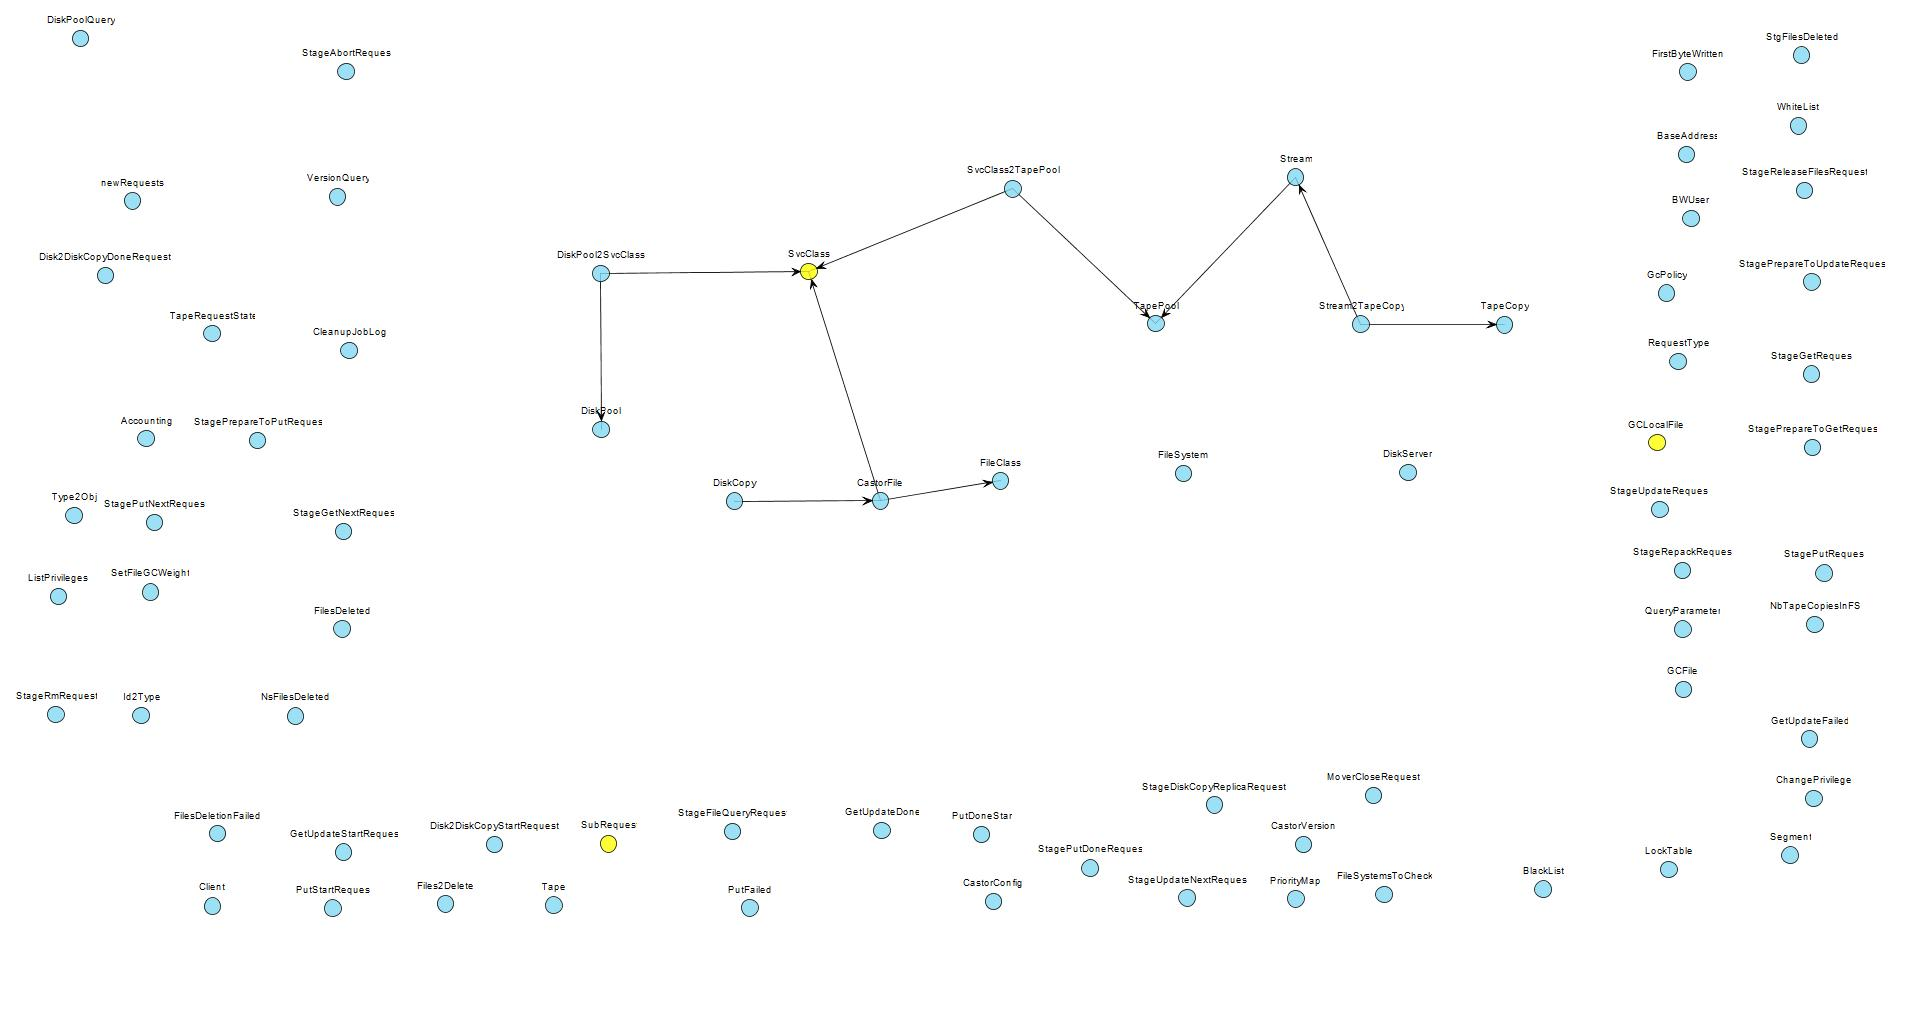 DiskPoolQuery
StageAbortReques
StgFilesDeleted
FirstByteWritten
WhiteList
BaseAddress
Stream
SvcClass2TapePool
StageReleaseFilesRequest
newRequests
VersionQuery
BWUser
Disk2DiskCopyDoneRequest
DiskPool2SvcClass
SvcClass
StagePrepareToUpdateReques
GcPolicy
TapePool
Stream2TapeCopy
TapeCopy
TapeRequestState
CleanupJobLog
RequestType
StageGetReques
DiskPool
Accounting
StagePrepareToPutReques
GCLocalFile
StagePrepareToGetReques
FileClass
FileSystem
DiskServer
DiskCopy
CastorFile
StageUpdateReques
Type2Obj
StagePutNextReques
StageGetNextReques
StageRepackReques
StagePutReques
ListPrivileges
SetFileGCWeight
FilesDeleted
QueryParameter
NbTapeCopiesInFS
GCFile
StageRmRequest
Id2Type
NsFilesDeleted
GetUpdateFailed
MoverCloseRequest
ChangePrivilege
StageDiskCopyReplicaRequest
FilesDeletionFailed
GetUpdateStartReques
Disk2DiskCopyStartRequest
SubReques
StageFileQueryReques
GetUpdateDone
PutDoneStar
CastorVersion
StagePutDoneReques
LockTable
Segment
Client
PutStartReques
Files2Delete
Tape
PutFailed
CastorConfig
StageUpdateNextReques
PriorityMap
FileSystemsToCheck
BlackList